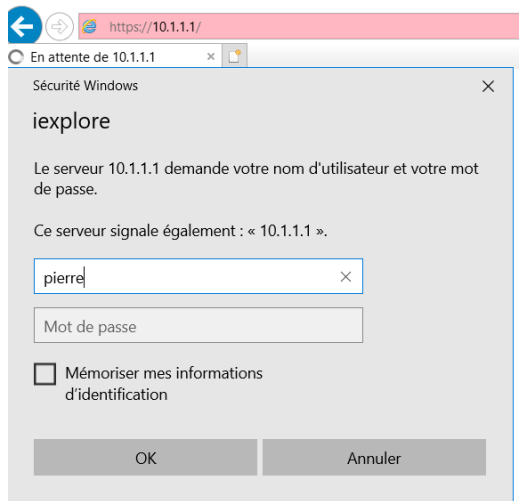 https://10.1.1.1/
En attente de 10.1.1.1
Sécurité Windows
iexplore
Le serveur 10.1.1.1 demande votre nom d'utilisateur et votre mot
de passe.
Ce serveur signale également : « 10.1.1.1 ».
pierre
Mot de passe
Mémoriser mes informations
d'identification
OK
Annuler